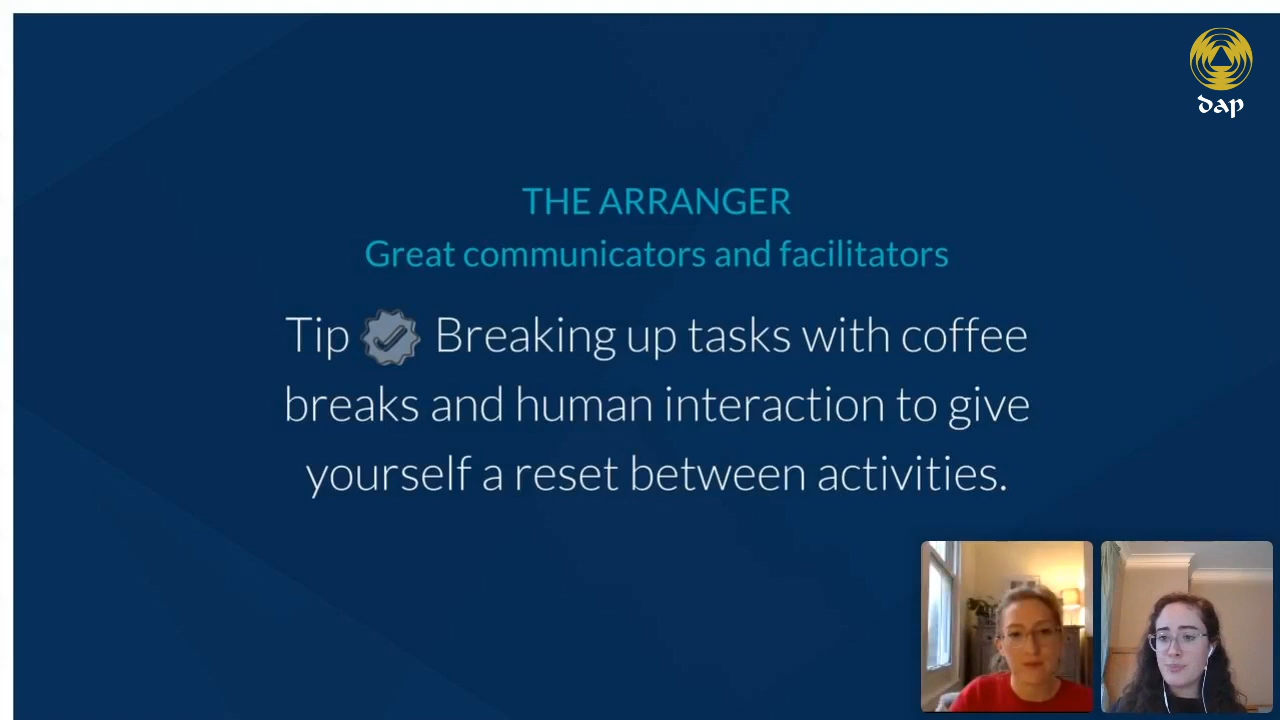 dap
THE ARRANGER
Great communicators and facilitators
Tip Breaking up tasks with coffee
breaks and human interaction to give
yourself a reset between activities.